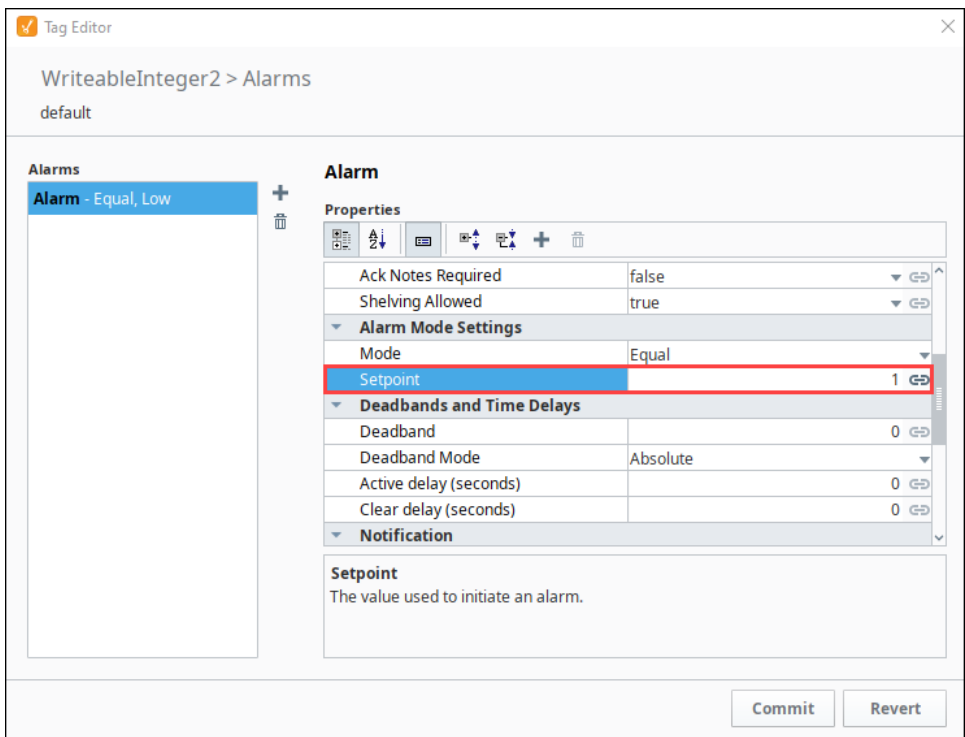 Tag Editor
WriteableInteger2 > Alarms
default
Alarms
Alarm - Equal, Low
Alarm
Properties
Ack Notes Required false
Shelving Allowed true
Alarm Mode Settings
Mode Equal
Setpoint 1
Deadbands and Time Delays
Deadband 0
Deadband Mode Absolute
Active delay (seconds) 0
Clear delay (seconds) 0
Notification
Setpoint
The value used to initiate an alarm.
Commit Revert